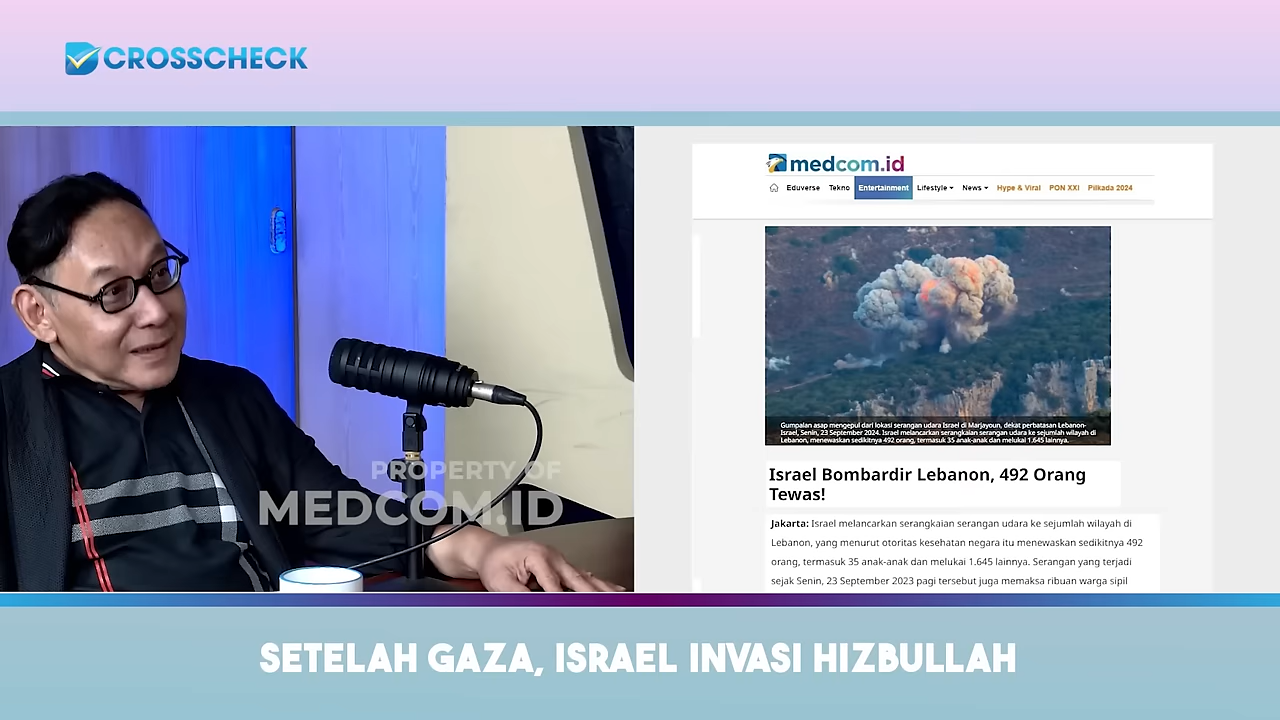 CROSSCHECK
medcom.id
Eduverse Tekno Entertainment Lifestyle News Hype & Viral PON XXI Pilkada 2024
Gumpalan asap mengepul dari lokasi serangan udara Israel di Marjayoun, dekat perbatasan Lebanon-
Israel, Senin, 23 September 2024. Israel melancarkan serangkaian serangan udara ke sejumlah wilayah di
Lebanon, menewaskan sedikitnya 492 orang, termasuk 35 anak-anak dan melukai 1.645 lainnya.
Israel Bombardir Lebanon, 492 Orang
Tewas!
Jakarta: Israel melancarkan serangkaian serangan udara ke sejumlah wilayah di
Lebanon, yang menurut otoritas kesehatan negara itu menewaskan sedikitnya 492
orang, termasuk 35 anak-anak dan melukai 1.645 lainnya. Serangan yang terjadi
sejak Senin, 23 September 2023 pagi tersebut juga memaksa ribuan warga sipil
PROPERTY OF
MEDCOM.ID
SETELAH GAZA, ISRAEL INVASI HIZBULLAH